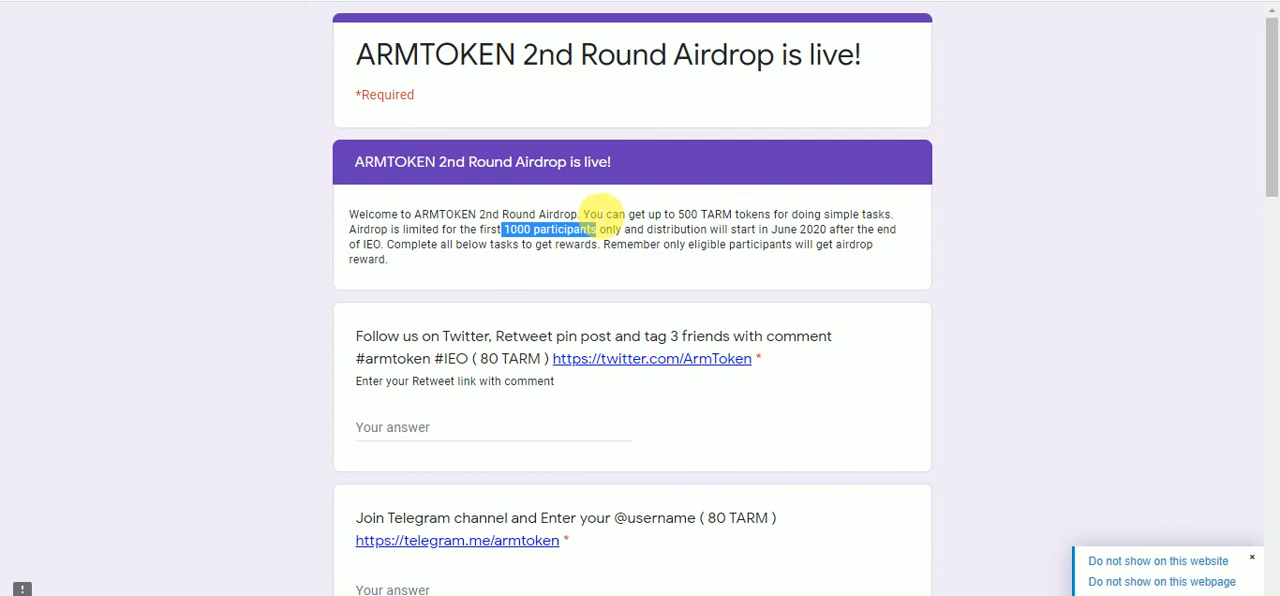 ARMTOKEN 2nd Round Airdrop is live!
*Required
ARMTOKEN 2nd Round Airdrop is live!
Welcome to ARMTOKEN 2nd Round Airdrop. You can get up to 500 TARM tokens for doing simple tasks.
Airdrop is limited for the first 1000 participants only and distribution will start in June 2020 after the end
of IEO. Complete all below tasks to get rewards. Remember only eligible participants will get airdrop
reward.
Follow us on Twitter, Retweet pin post and tag 3 friends with comment
#armtoken #IEO ( 80 TARM ) https://twitter.com/ArmToken *
Enter your Retweet link with comment
Your answer
Join Telegram channel and Enter your @username ( 80 TARM )
https://telegram.me/armtoken *
Your answer
Do not show on this website
Do not show on this webpage